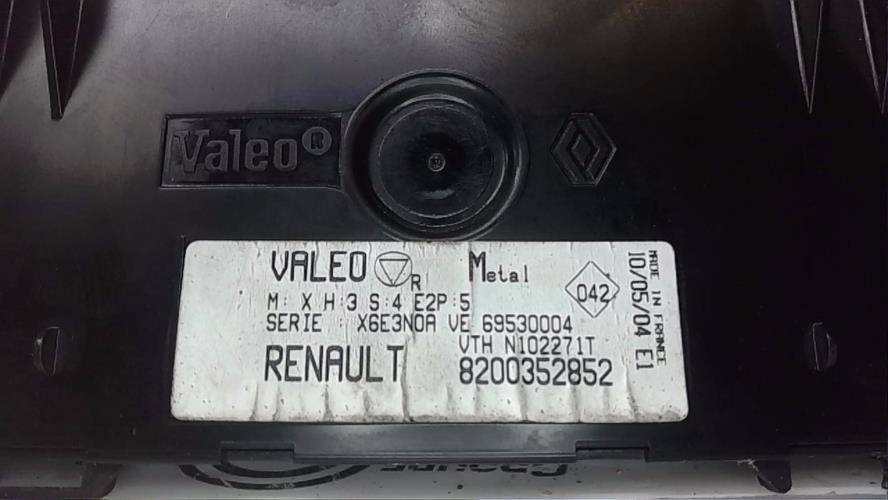 Valeo®
VALEO R Metal
M: X H:3 S:4 E2P:5
042
SERIE : X6E3N0A VE 69530004
VTH N102271T
RENAULT 8200352852
MADE IN FRANCE
10/05/04 E1